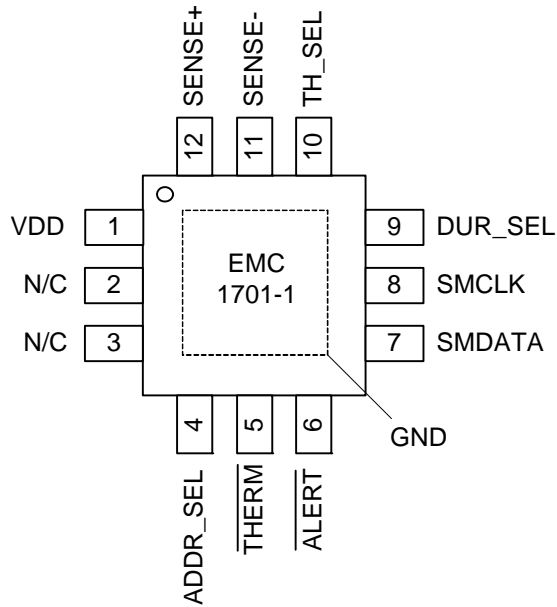 SENSE+
SENSE-
TH_SEL
12
11
10
VDD
1
9
DUR_SEL
EMC
1701-1
N/C
2
8
SMCLK
N/C
3
7
SMDATA
4
5
6
GND
ADDR_SEL
THERM
ALERT